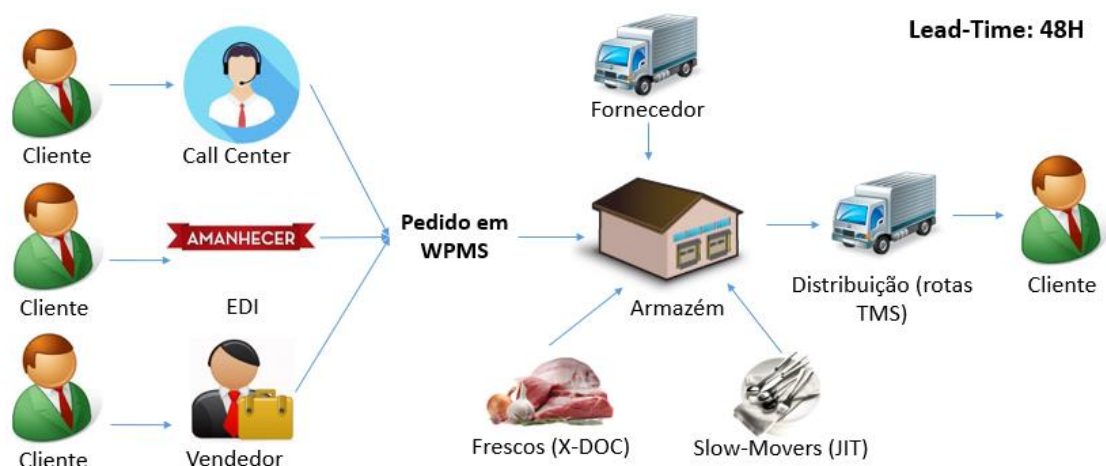 Lead-Time: 48H
Fornecedor
Cliente
Call Center
AMANHECER
Pedido em
WPMS
Cliente
EDI
Armazém
Distribuição (rotas
TMS)
Cliente
Cliente
Vendedor
Frescos (X-DOC)
Slow-Movers (JIT)